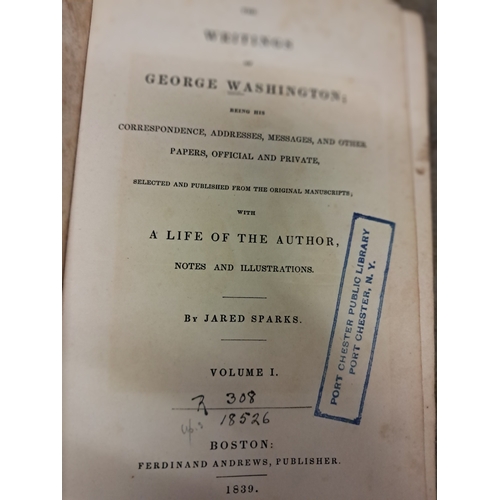 THE
WRITINGS
OF
GEORGE WASHINGTON;
BEING HIS
CORRESPONDENCE, ADDRESSES, MESSAGES, AND OTHER
PAPERS, OFFICIAL AND PRIVATE,
SELECTED AND PUBLISHED FROM THE ORIGINAL MANUSCRIPTS;
WITH
A LIFE OF THE AUTHOR,
NOTES AND ILLUSTRATIONS.
BY JARED SPARKS.
VOLUME I.
R 308
18526
BOSTON:
FERDINAND ANDREWS, PUBLISHER.
1839.
PORT CHESTER PUBLIC LIBRARY
PORT CHESTER, N. Y.